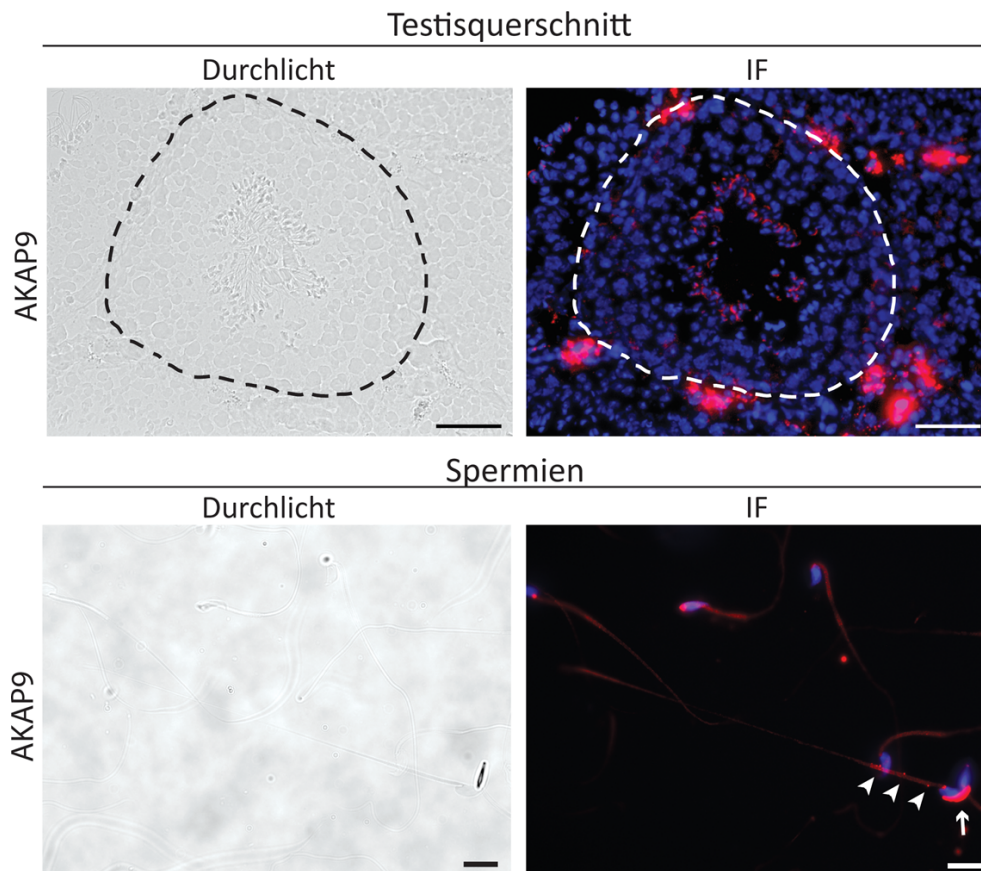 Testisquerschnitt
Durchlicht
IF
AKAP9
Spermien
Durchlicht
IF
AKAP9